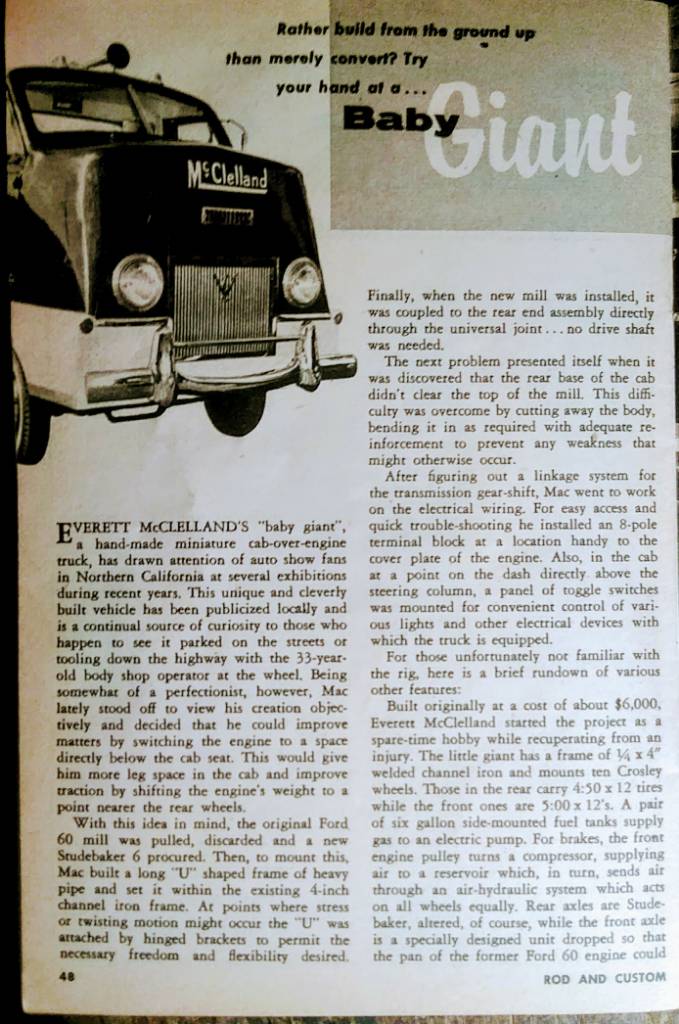 Rather build from the ground up
than merely convert? Try
your hand at a...
Baby Giant
McClelland
EVERETT McCLELLAND'S "baby giant",
a hand-made miniature cab-over-engine
truck, has drawn attention of auto show fans
in Northern California at several exhibitions
during recent years. This unique and cleverly
built vehicle has been publicized locally and
is a continual source of curiosity to those who
happen to see it parked on the streets or
tooling down the highway with the 33-year-
old body shop operator at the wheel. Being
somewhat of a perfectionist, however, Mac
lately stood off to view his creation objec-
tively and decided that he could improve
matters by switching the engine to a space
directly below the cab seat. This would give
him more leg space in the cab and improve
traction by shifting the engine's weight to a
point nearer the rear wheels.
With this idea in mind, the original Ford
60 mill was pulled, discarded and a new
Studebaker 6 procured. Then, to mount this,
Mac built a long "U" shaped frame of heavy
pipe and set it within the existing 4-inch
channel iron frame. At points where stress
or twisting motion might occur the "U" was
attached by hinged brackets to permit the
necessary freedom and flexibility desired.
Finally, when the new mill was installed, it
was coupled to the rear end assembly directly
through the universal joint... no drive shaft
was needed.
The next problem presented itself when it
was discovered that the rear base of the cab
didn't clear the top of the mill. This diffi-
culty was overcome by cutting away the body,
bending it in as required with adequate re-
inforcement to prevent any weakness that
might otherwise occur.
After figuring out a linkage system for
the transmission gear-shift, Mac went to work
on the electrical wiring. For easy access and
quick trouble-shooting he installed an 8-pole
terminal block at a location handy to the
cover plate of the engine. Also, in the cab
at a point on the dash directly above the
steering column, a panel of toggle switches
was mounted for convenient control of vari-
ous lights and other electrical devices with
which the truck is equipped.
For those unfortunately not familiar with
the rig, here is a brief rundown of various
other features:
Built originally at a cost of about $6,000,
Everett McClelland started the project as a
spare-time hobby while recuperating from an
injury. The little giant has a frame of ¼ x 4"
welded channel iron and mounts ten Crosley
wheels. Those in the rear carry 4:50 x 12 tires
while the front ones are 5:00 x 12's. A pair
of six gallon side-mounted fuel tanks supply
gas to an electric pump. For brakes, the front
engine pulley turns a compressor, supplying
air to a reservoir which, in turn, sends air
through an air-hydraulic system which acts
on all wheels equally. Rear axles are Stude-
baker, altered, of course, while the front axle
is a specially designed unit dropped so that
the pan of the former Ford 60 engine could
48
ROD AND CUSTOM